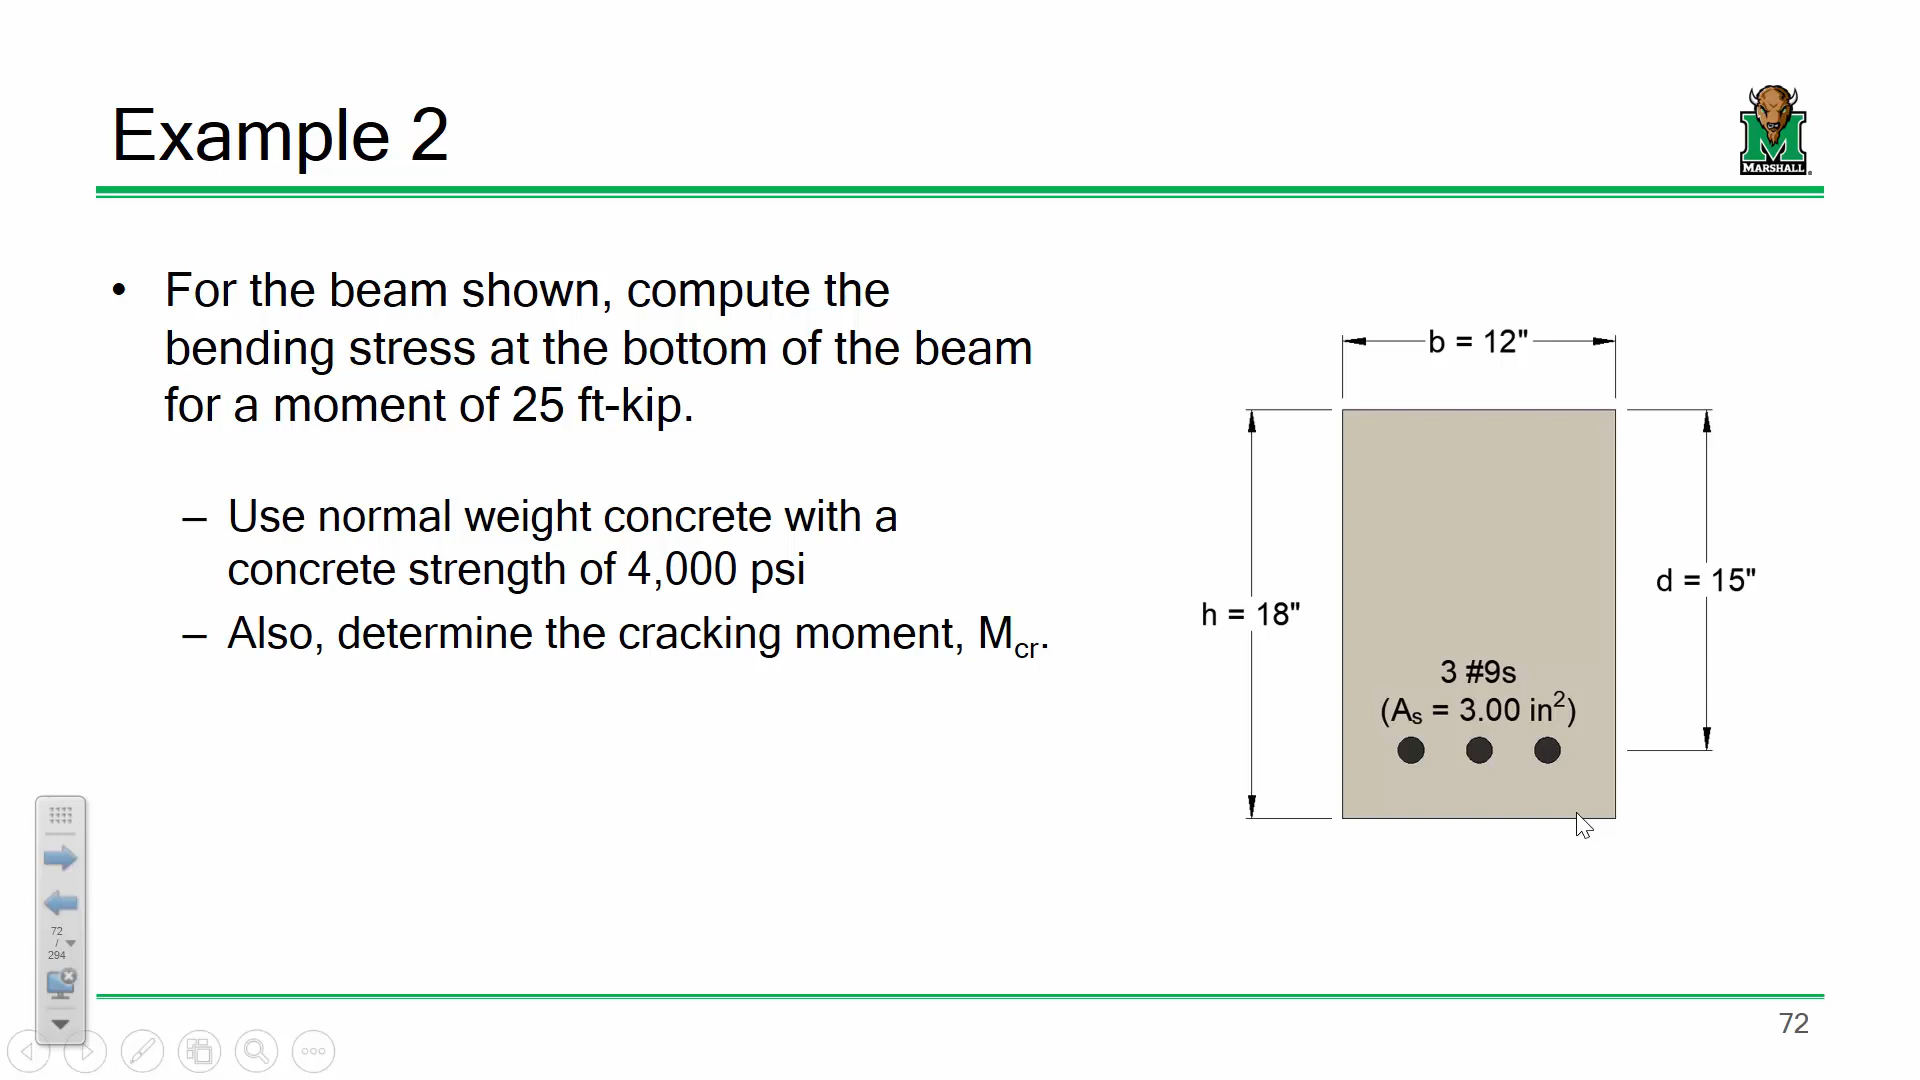 Example 2
MARSHALL
• For the beam shown, compute the
bending stress at the bottom of the beam
for a moment of 25 ft-kip.
– Use normal weight concrete with a
concrete strength of 4,000 psi
– Also, determine the cracking moment, Mcr.
b = 12"
d = 15"
h = 18"
3 #9s
(As = 3.00 in2)
72
/
294
72